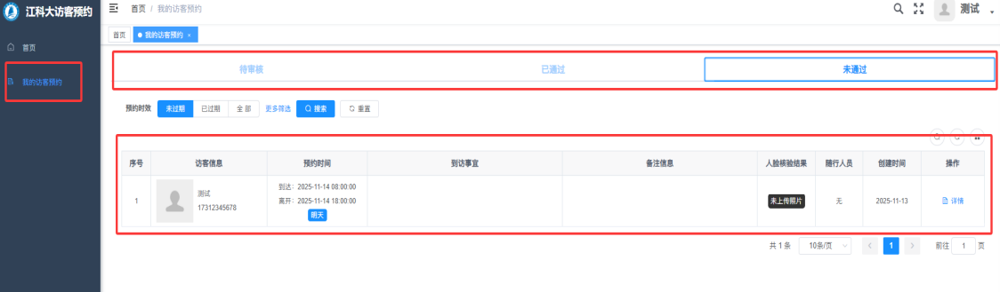 江科大访客预约
首页 / 我的访客预约
测试
首页
我的访客预约 ×
首页
我的访客预约
待审核 已通过 未通过
预约时效 未过期 已过期 全部 更多筛选 搜索 重置
序号 访客信息 预约时间 到访事宜 备注信息 人脸核验结果 随行人员 创建时间 操作
1 测试 17312345678 到达：2025-11-14 08:00:00 离开：2025-11-14 18:00:00 明天 未上传照片 无 2025-11-13 详情
共 1 条 10条/页 1 前往 1 页